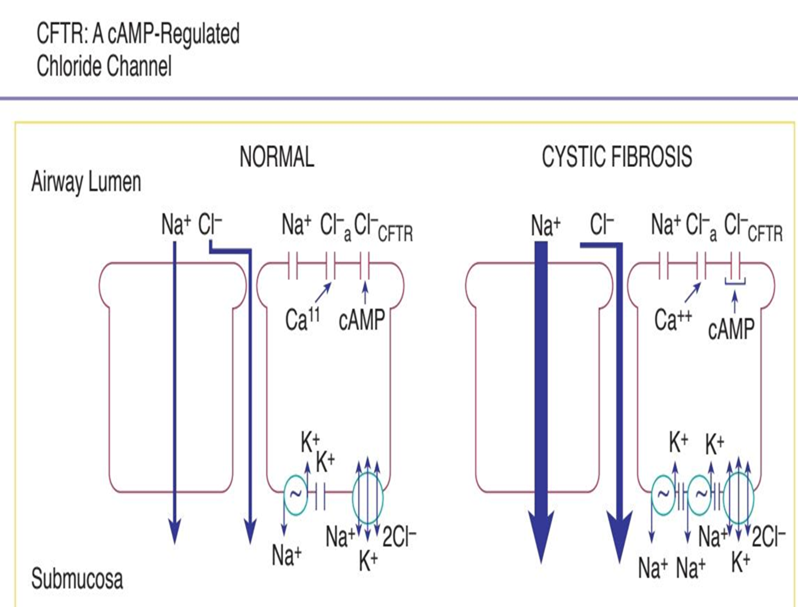 CFTR: A cAMP-Regulated
Chloride Channel
NORMAL
CYSTIC FIBROSIS
Airway Lumen
Na⁺ Cl⁻ Na⁺ Cl⁻ₐ Cl⁻CFTR
Na⁺ Cl⁻ Na⁺ Cl⁻ₐ Cl⁻CFTR
Ca¹¹ cAMP
Ca⁺⁺ cAMP
K⁺
K⁺
K⁺ K⁺
Na⁺ 2Cl⁻
Na⁺ K⁺
Na⁺ 2Cl⁻
Na⁺ Na⁺ K⁺
Submucosa